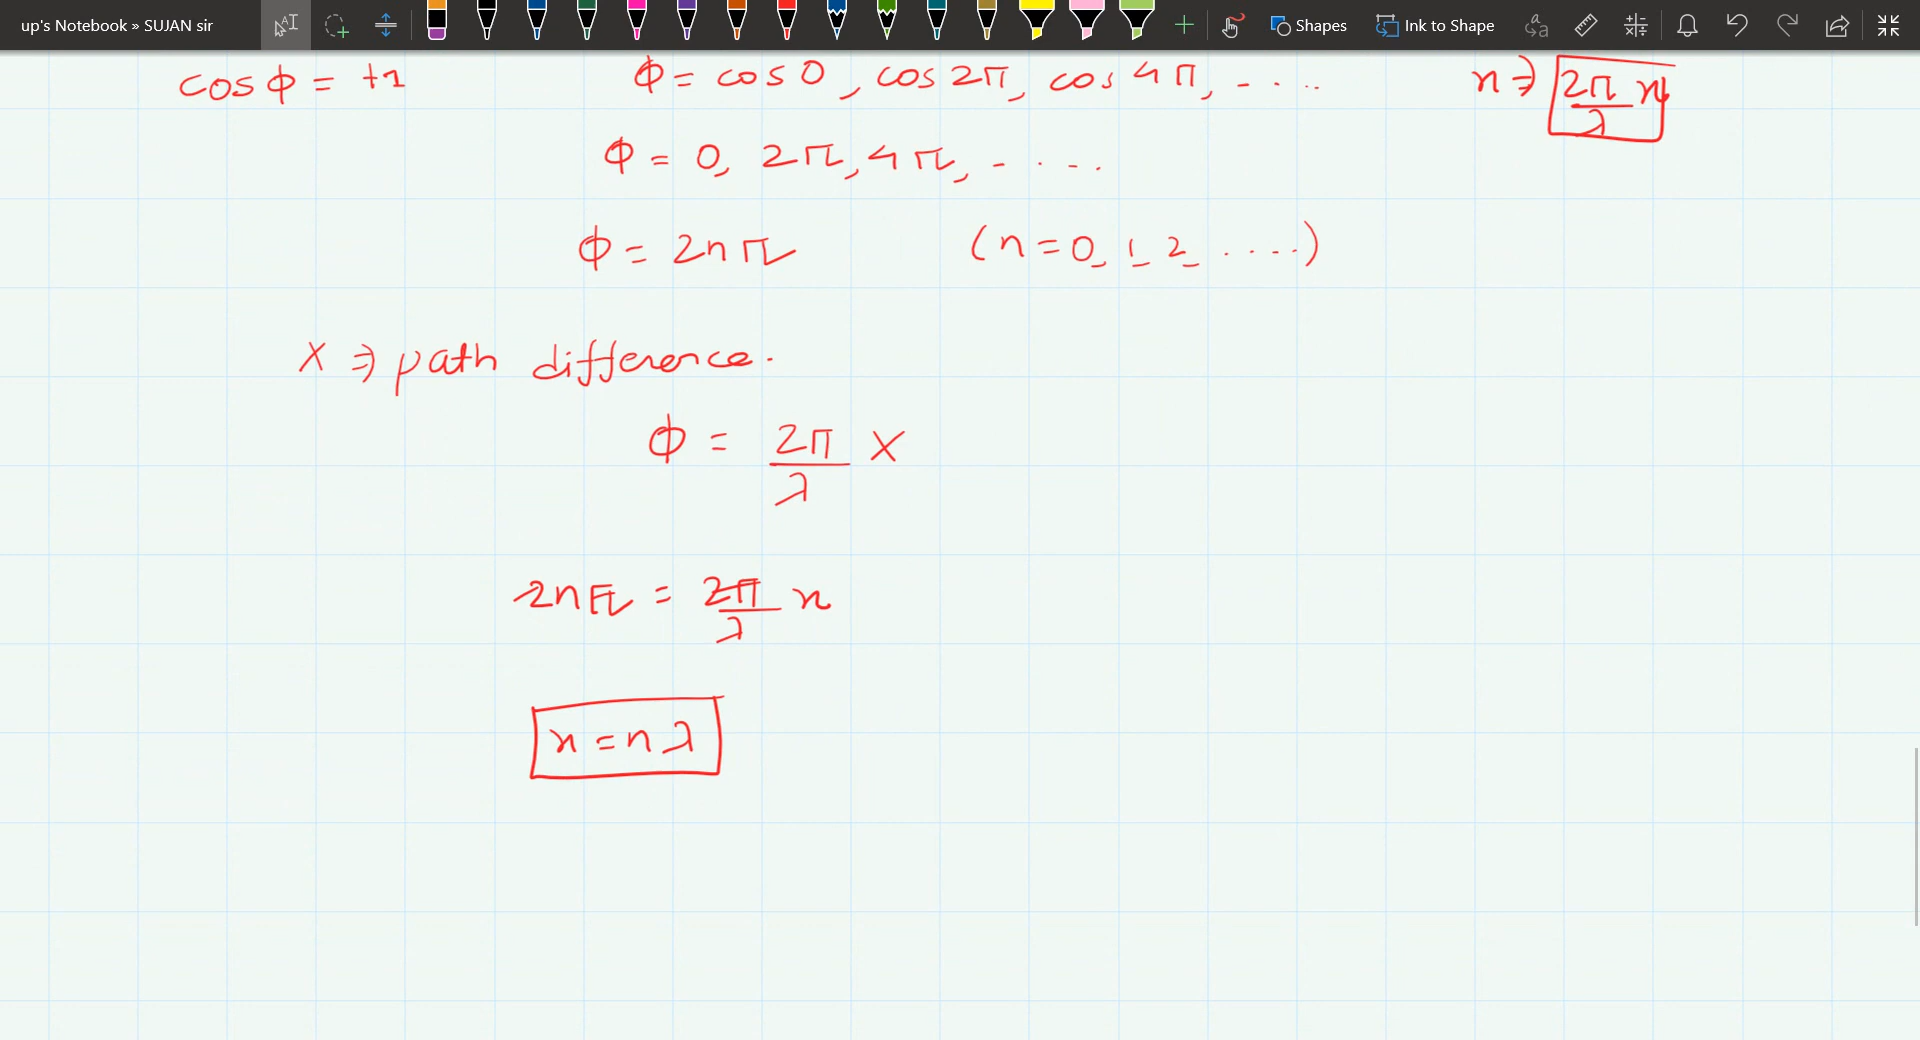 up's Notebook » SUJAN sir
Shapes
Ink to Shape
cos ϕ = +1
ϕ = cos 0, cos 2π, cos 4π, - ....
x ⇒ 2π/λ x
ϕ = 0, 2π, 4π, - ....
ϕ = 2nπ (n = 0, 1, 2, ....)
x ⇒ path difference.
ϕ = 2π/λ x
2nπ = 2π/λ x
x = nλ